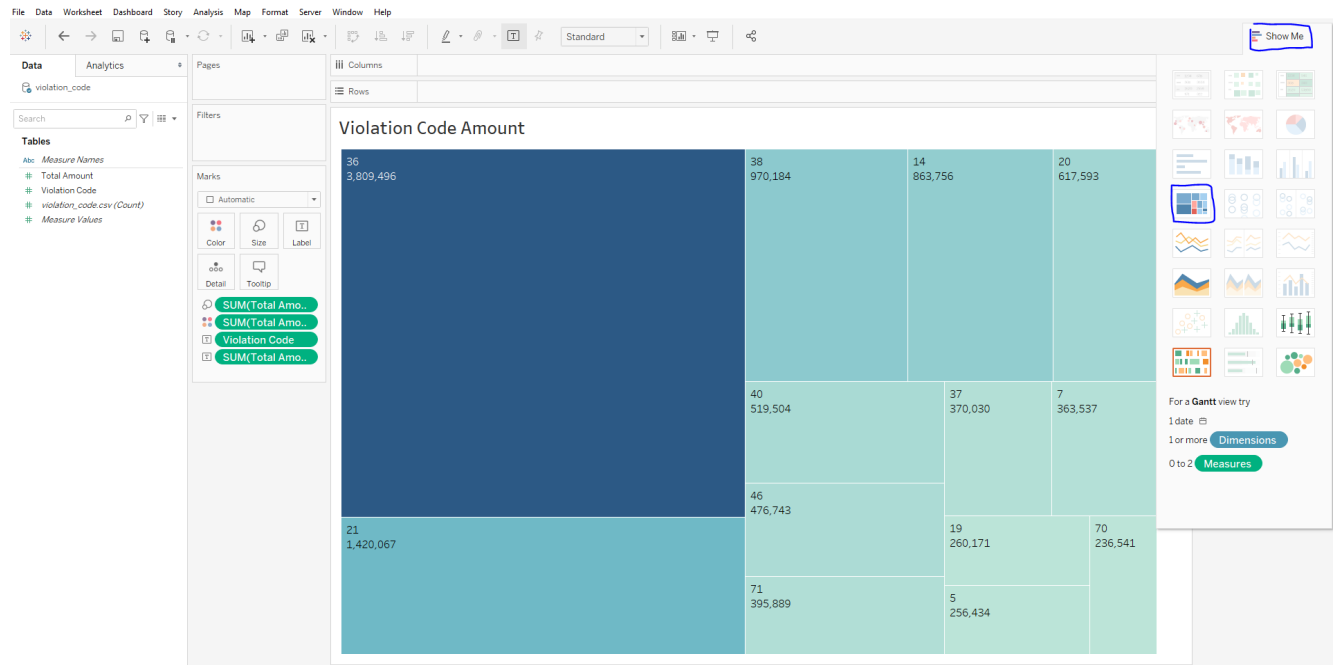 File Data Worksheet Dashboard Story Analysis Map Format Server Window Help
Standard
Show Me
Data Analytics
violation_code
Search
Tables
Abc Measure Names
# Total Amount
# Violation Code
# violation_code.csv (Count)
# Measure Values
Pages
Filters
Marks
Automatic
Color Size Label
Detail Tooltip
SUM(Total Amo..
SUM(Total Amo..
Violation Code
SUM(Total Amo..
Columns
Rows
Violation Code Amount
36
3,809,496
21
1,420,067
38
970,184
14
863,756
20
617,593
40
519,504
46
476,743
71
395,889
37
370,030
7
363,537
19
260,171
5
256,434
70
236,541
For a Gantt view try
1 date
1 or more Dimensions
0 to 2 Measures